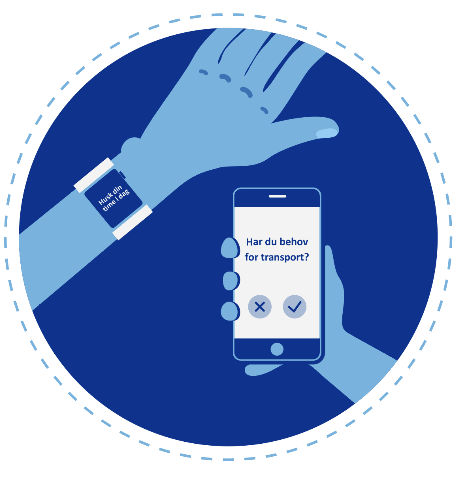 Husk din
time i dag
Har du behov
for transport?